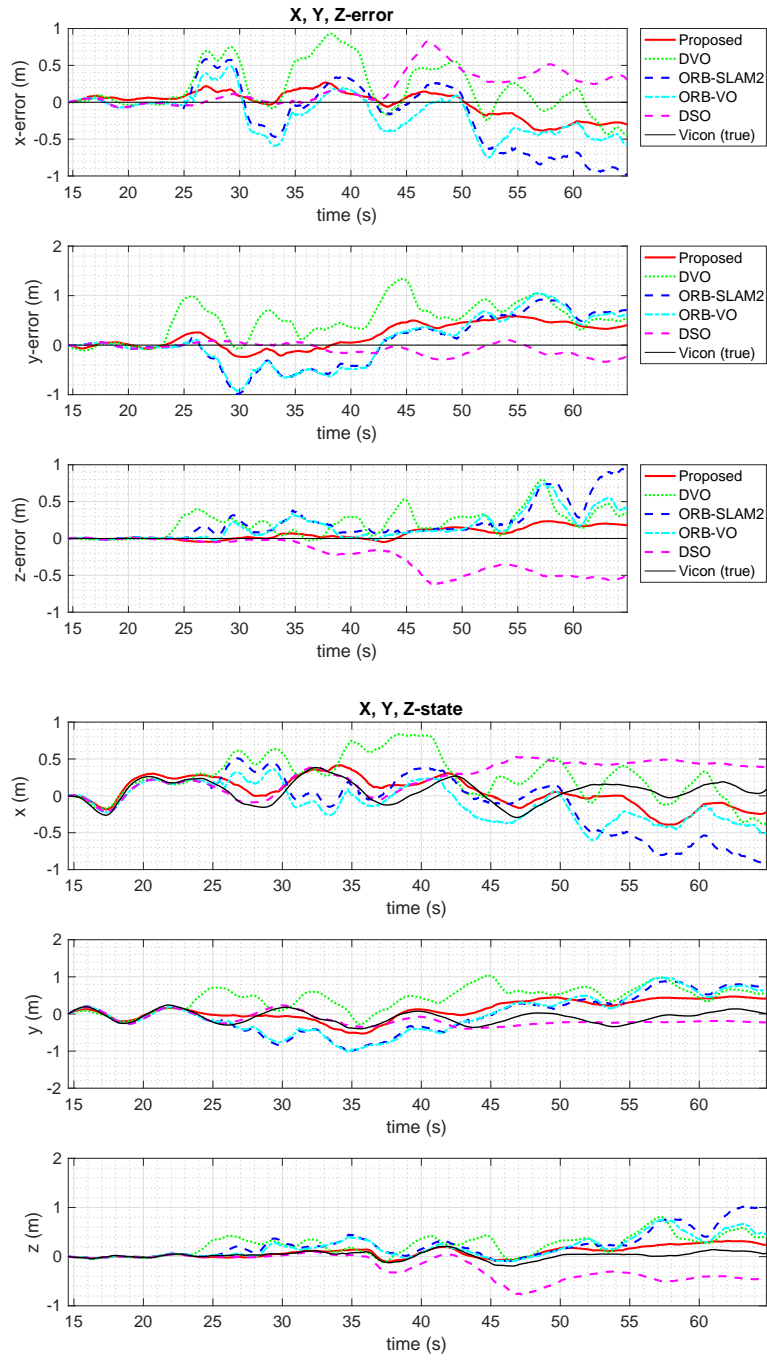 X, Y, Z-error
x-error (m)
1
0.5
0
-0.5
-1
15 20 25 30 35 40 45 50 55 60
time (s)
Proposed
DVO
ORB-SLAM2
ORB-VO
DSO
Vicon (true)
y-error (m)
2
1
0
-1
15 20 25 30 35 40 45 50 55 60
time (s)
Proposed
DVO
ORB-SLAM2
ORB-VO
DSO
Vicon (true)
z-error (m)
1
0.5
0
-0.5
-1
15 20 25 30 35 40 45 50 55 60
time (s)
Proposed
DVO
ORB-SLAM2
ORB-VO
DSO
Vicon (true)
X, Y, Z-state
x (m)
1
0.5
0
-0.5
-1
15 20 25 30 35 40 45 50 55 60
time (s)
y (m)
2
1
0
-1
-2
15 20 25 30 35 40 45 50 55 60
time (s)
z (m)
2
1
0
-1
15 20 25 30 35 40 45 50 55 60
time (s)